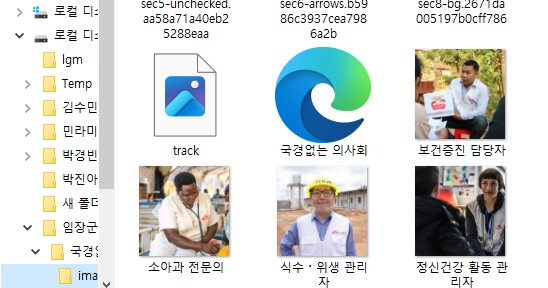 로컬 디스
로컬 디스
lgm
Temp
김수민
민라미
박경빈
박진아
새 폴더
임장군
국경없
ima
sec5-unchecked.
aa58a71a40eb2
5288eaa
sec6-arrows.b59
86c3937cea798
6a2b
sec8-bg.2671da
005197b0cff786
track
국경없는 의사회
보건증진 담당자
소아과 전문의
식수 · 위생 관리
자
정신건강 활동 관
리자